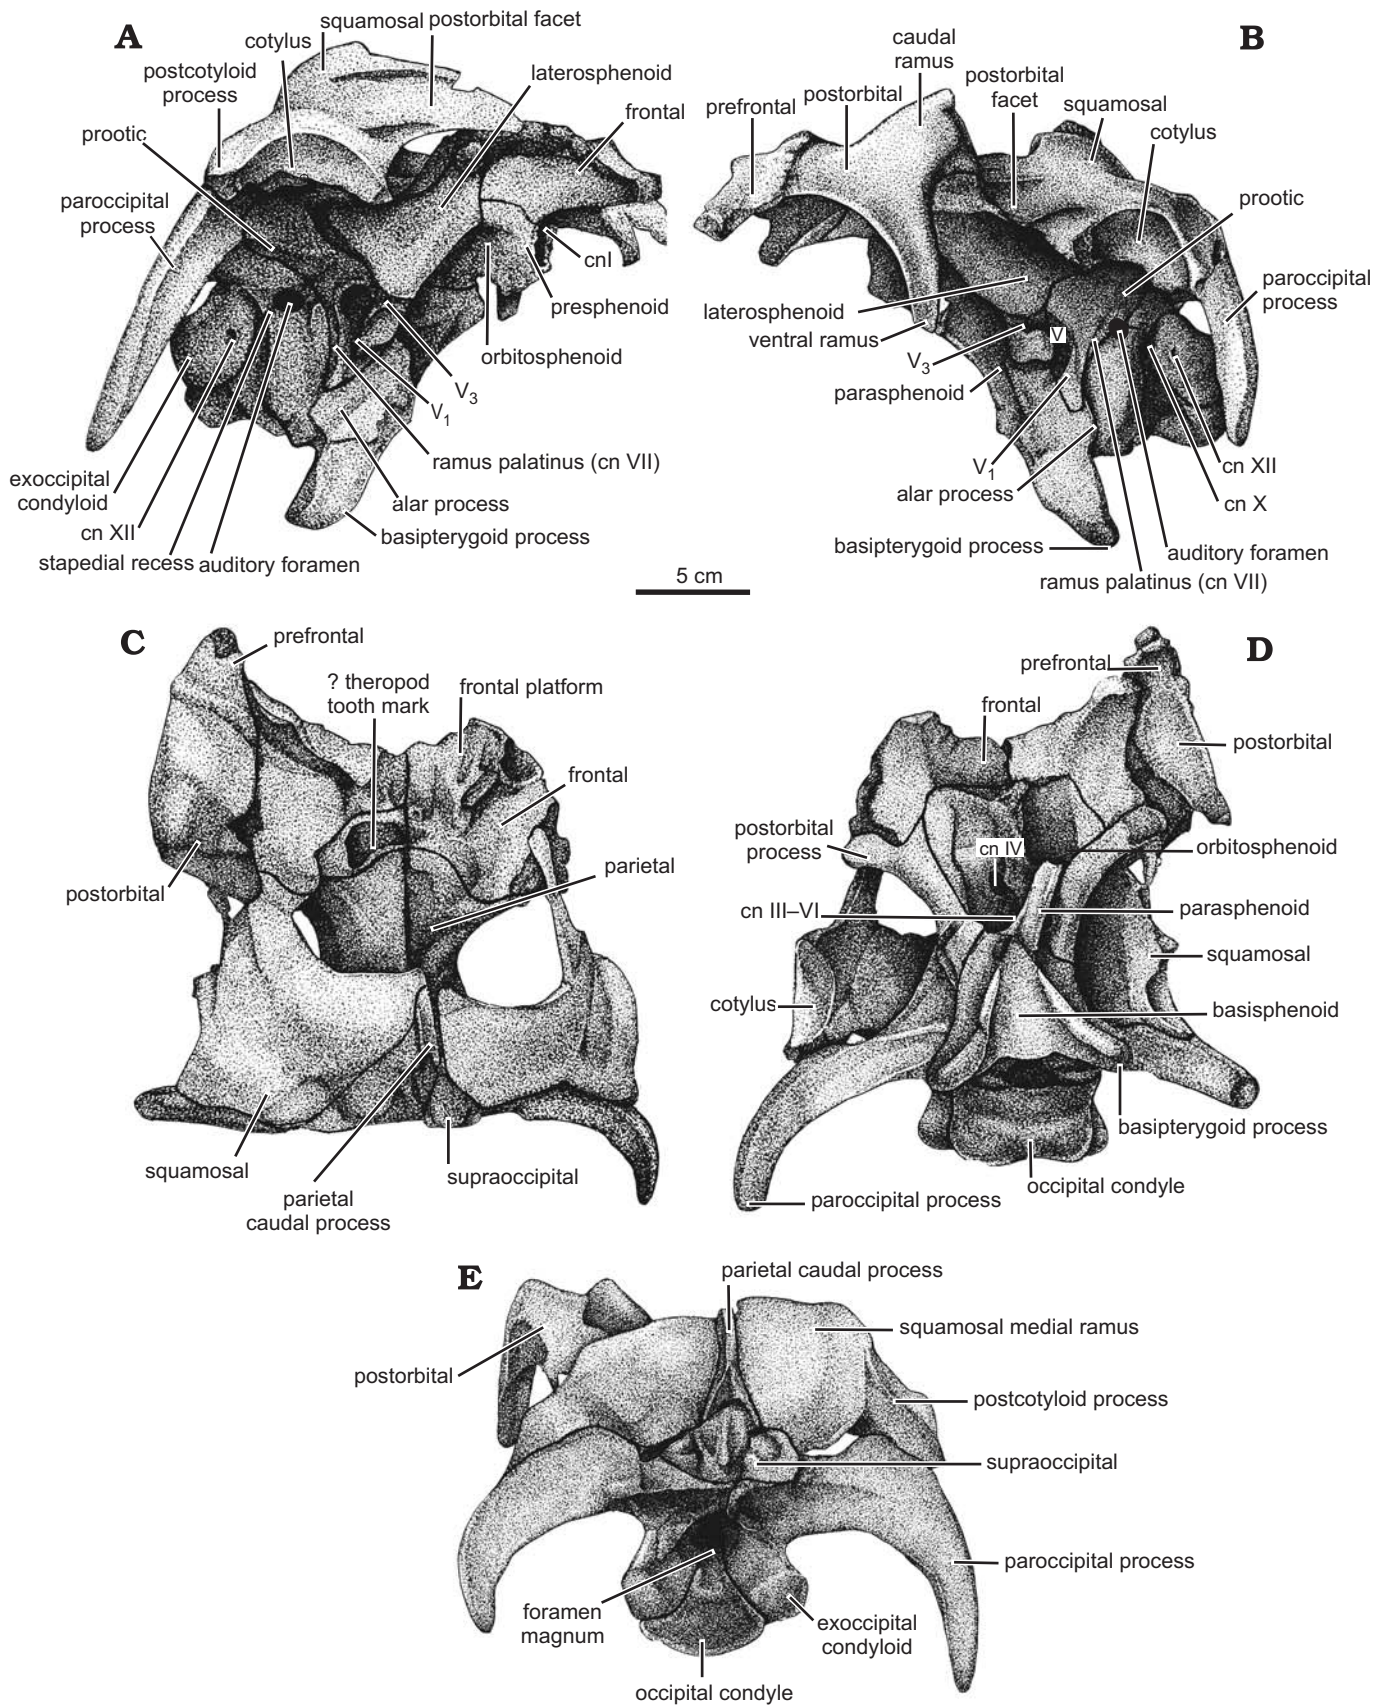 A
squamosal
postorbital facet
cotylus
postcotyloid
process
laterosphenoid
frontal
prootic
paroccipital
process
cnI
presphenoid
orbitosphenoid
V3
V1
ramus palatinus (cn VII)
alar process
basipterygoid process
exoccipital
condyloid
cn XII
stapedial recess
auditory foramen
B
caudal
ramus
postorbital
facet
prefrontal
postorbital
squamosal
cotylus
prootic
paroccipital
process
laterosphenoid
ventral ramus
V
V3
parasphenoid
V1
alar process
cn XII
cn X
basipterygoid process
auditory foramen
ramus palatinus (cn VII)
5 cm
C
prefrontal
? theropod
tooth mark
frontal platform
frontal
parietal
postorbital
squamosal
parietal
caudal process
supraoccipital
D
prefrontal
frontal
postorbital
postorbital
process
cn IV
orbitosphenoid
cn III–VI
parasphenoid
squamosal
cotylus
basisphenoid
basipterygoid process
occipital condyle
paroccipital process
E
parietal caudal process
squamosal medial ramus
postorbital
postcotyloid process
supraoccipital
paroccipital process
foramen
magnum
exoccipital
condyloid
occipital condyle